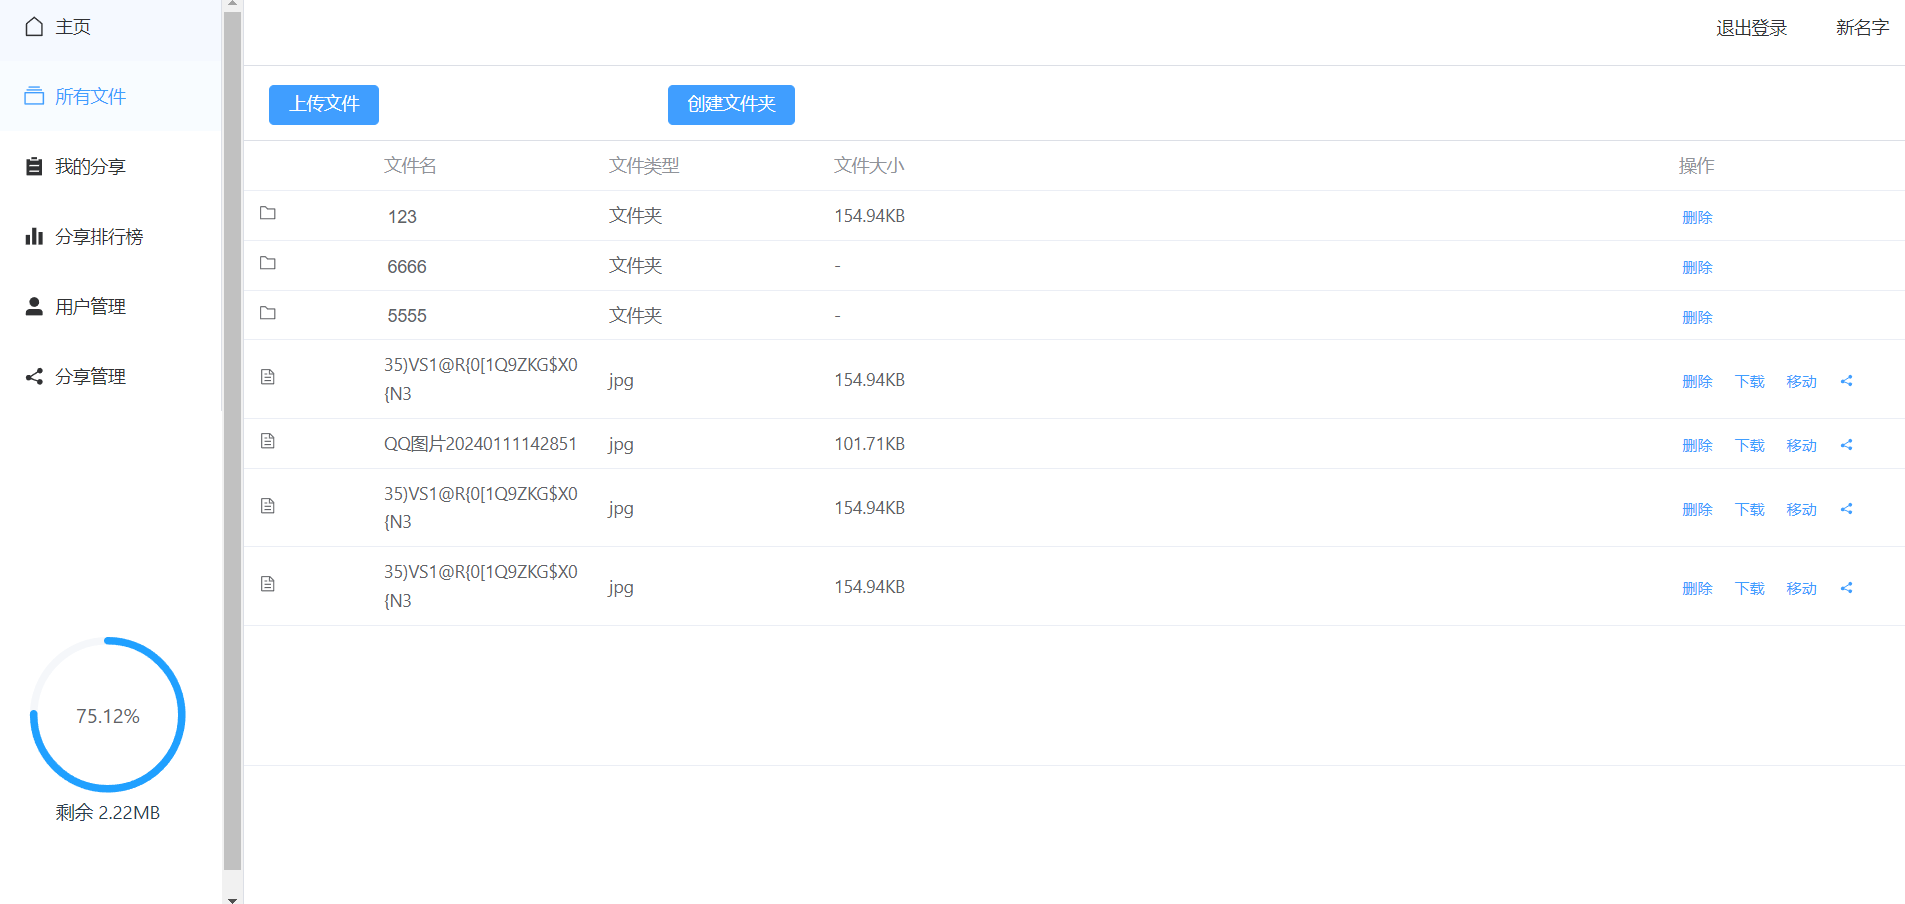 主页
所有文件
我的分享
分享排行榜
用户管理
分享管理
75.12%
剩余 2.22MB
退出登录 新名字
上传文件 创建文件夹
文件名 文件类型 文件大小 操作
123 文件夹 154.94KB 删除
6666 文件夹 - 删除
5555 文件夹 - 删除
35)VS1@R{0[1Q9ZKG$X0
{N3 jpg 154.94KB 删除 下载 移动
QQ图片20240111142851 jpg 101.71KB 删除 下载 移动
35)VS1@R{0[1Q9ZKG$X0
{N3 jpg 154.94KB 删除 下载 移动
35)VS1@R{0[1Q9ZKG$X0
{N3 jpg 154.94KB 删除 下载 移动